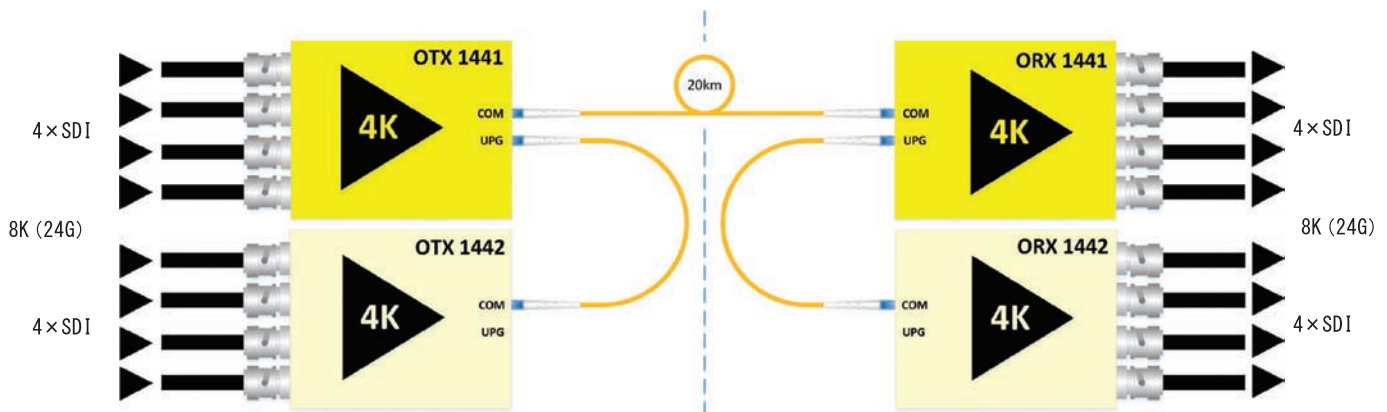 OTX 1441
4K
COM
UPG
4×SDI
20km
ORX 1441
COM
UPG
4K
4×SDI
8K (24G)
8K (24G)
OTX 1442
4K
COM
UPG
4×SDI
ORX 1442
COM
UPG
4K
4×SDI